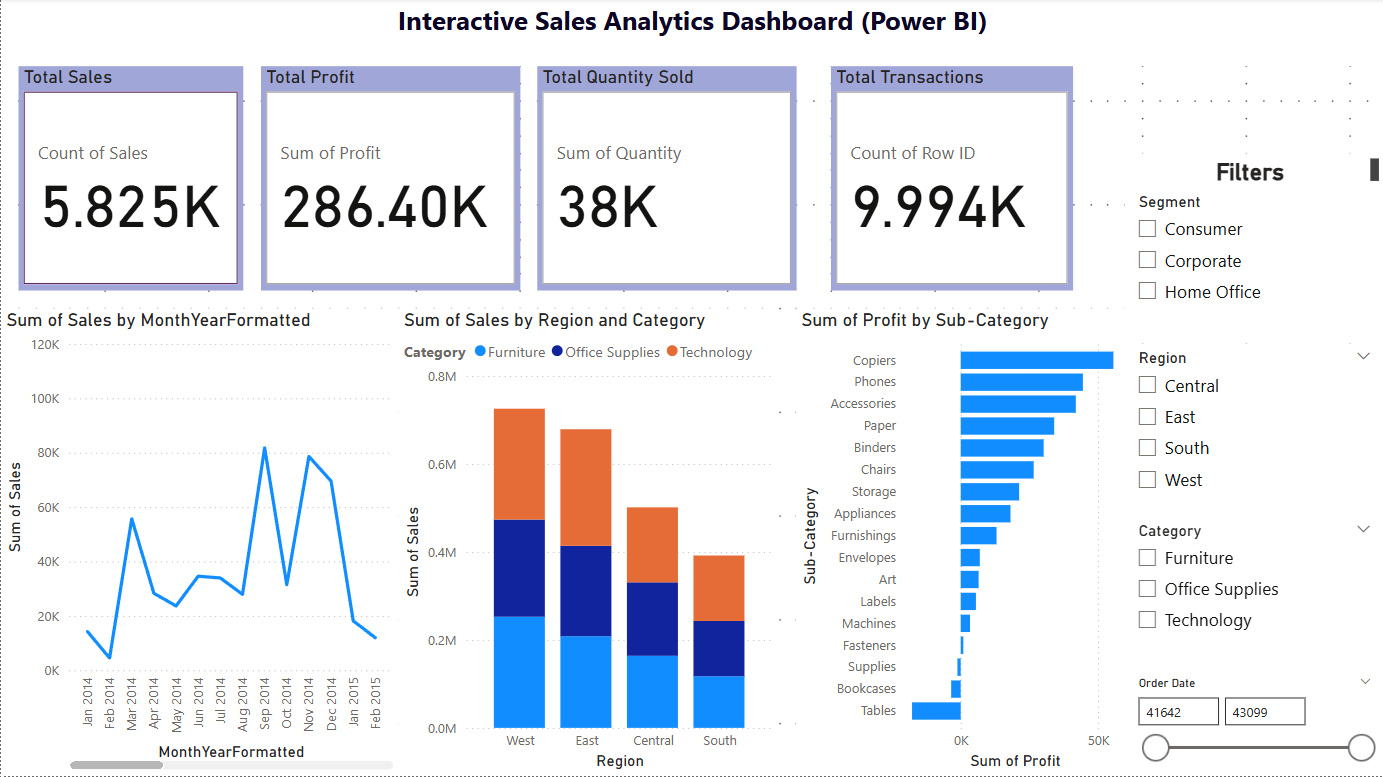 Interactive Sales Analytics Dashboard (Power BI)
Total Sales
Count of Sales
5.825K
Total Profit
Sum of Profit
286.40K
Total Quantity Sold
Sum of Quantity
38K
Total Transactions
Count of Row ID
9.994K
Filters
Segment
Consumer
Corporate
Home Office
Region
Central
East
South
West
Category
Furniture
Office Supplies
Technology
Order Date
41642 43099
Sum of Sales by MonthYearFormatted
Sum of Sales
120K
100K
80K
60K
40K
20K
0K
Jan 2014
Feb 2014
Mar 2014
Apr 2014
May 2014
Jun 2014
Jul 2014
Aug 2014
Sep 2014
Oct 2014
Nov 2014
Dec 2014
Jan 2015
Feb 2015
MonthYearFormatted
Sum of Sales by Region and Category
Category Furniture Office Supplies Technology
Sum of Sales
0.8M
0.6M
0.4M
0.2M
0.0M
West East Central South
Region
Sum of Profit by Sub-Category
Sub-Category
Copiers
Phones
Accessories
Paper
Binders
Chairs
Storage
Appliances
Furnishings
Envelopes
Art
Labels
Machines
Fasteners
Supplies
Bookcases
Tables
0K 50K
Sum of Profit